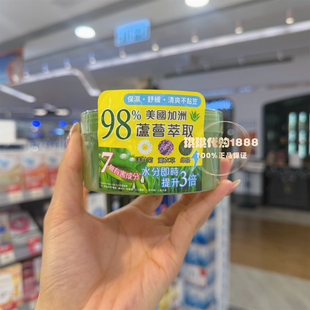 保濕・舒緩・清爽不黏膩
98% 美國加洲
蘆薈萃取
琪琪代购1888
100%正品保证
7
水分即時
提升3倍